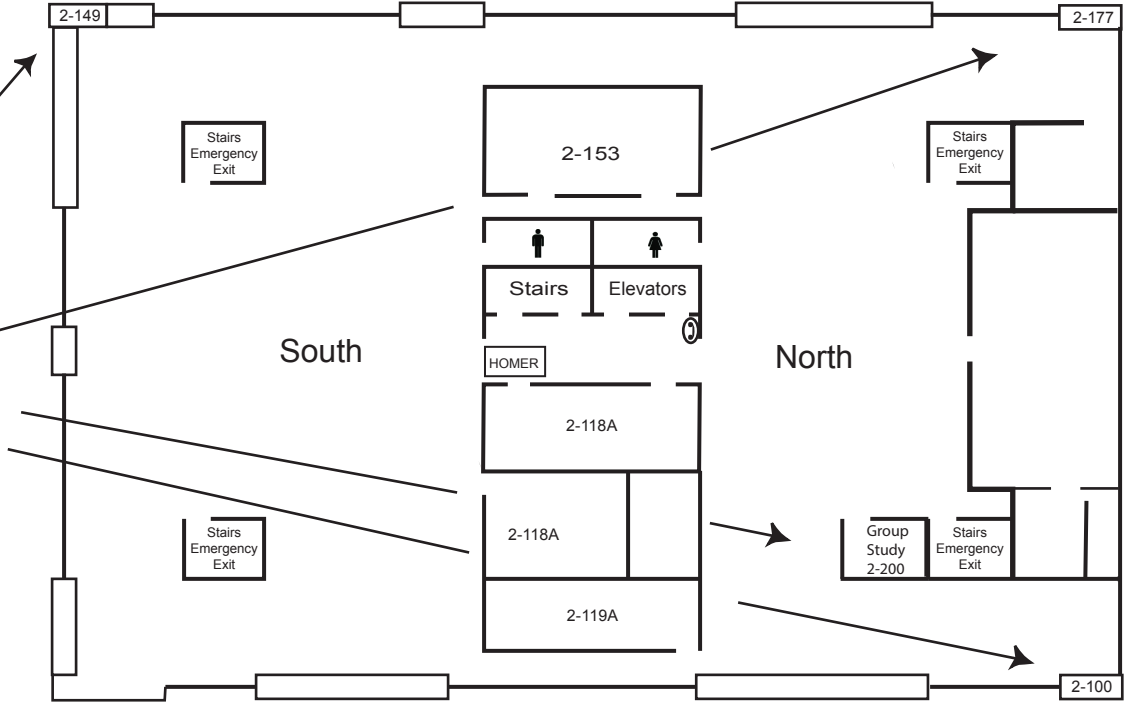 2-149
2-177
Stairs
Emergency
Exit
2-153
Stairs
Emergency
Exit
Stairs
Elevators
South
HOMER
North
2-118A
2-118A
Stairs
Emergency
Exit
Group
Study
2-200
Stairs
Emergency
Exit
2-119A
2-100